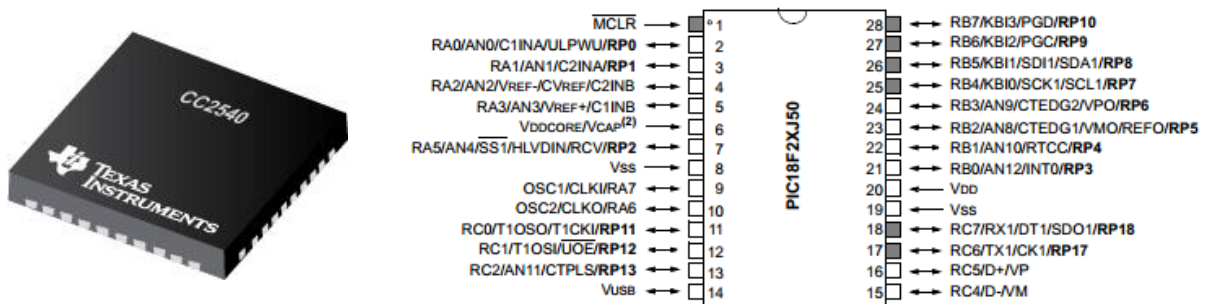 CC2540
TEXAS
INSTRUMENTS
MCLR 1
RA0/AN0/C1INA/ULPWU/RP0 2
RA1/AN1/C2INA/RP1 3
RA2/AN2/VREF-/CVREF/C2INB 4
RA3/AN3/VREF+/C1INB 5
VDDCORE/VCAP(2) 6
RA5/AN4/SS1/HLVDIN/RCV/RP2 7
VSS 8
OSC1/CLKI/RA7 9
OSC2/CLKO/RA6 10
RC0/T1OSO/T1CKI/RP11 11
RC1/T1OSI/UOE/RP12 12
RC2/AN11/CTPLS/RP13 13
VUSB 14
PIC18F2XJ50
28 RB7/KBI3/PGD/RP10
27 RB6/KBI2/PGC/RP9
26 RB5/KBI1/SDI1/SDA1/RP8
25 RB4/KBI0/SCK1/SCL1/RP7
24 RB3/AN9/CTEDG2/VPO/RP6
23 RB2/AN8/CTEDG1/VMO/REFO/RP5
22 RB1/AN10/RTCC/RP4
21 RB0/AN12/INT0/RP3
20 VDD
19 VSS
18 RC7/RX1/DT1/SDO1/RP18
17 RC6/TX1/CK1/RP17
16 RC5/D+/VP
15 RC4/D-/VM